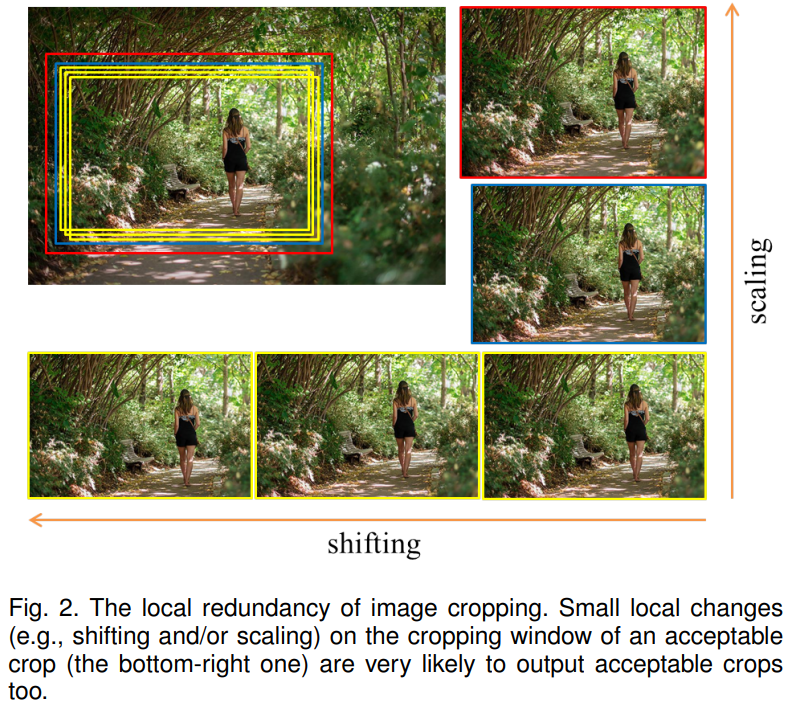 scaling
shifting
Fig. 2. The local redundancy of image cropping. Small local changes
(e.g., shifting and/or scaling) on the cropping window of an acceptable
crop (the bottom-right one) are very likely to output acceptable crops
too.